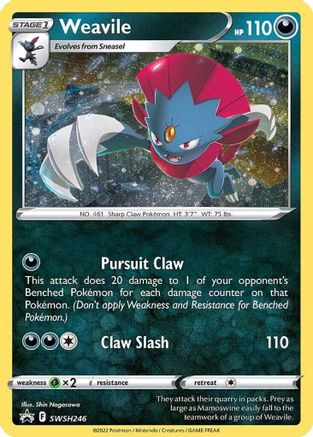 STAGE 1 Weavile HP 110
Evolves from Sneasel
NO. 461 Sharp Claw Pokémon HT: 3'7" WT: 75 lbs.
Pursuit Claw
This attack does 20 damage to 1 of your opponent's
Benched Pokémon for each damage counter on that
Pokémon. (Don't apply Weakness and Resistance for Benched
Pokémon.)
Claw Slash 110
weakness ×2 resistance retreat
Illus. Shin Nagasawa
F SWSH246
They attack their quarry in packs. Prey as
large as Mamoswine easily fall to the
teamwork of a group of Weavile.
©2022 Pokémon / Nintendo / Creatures / GAME FREAK